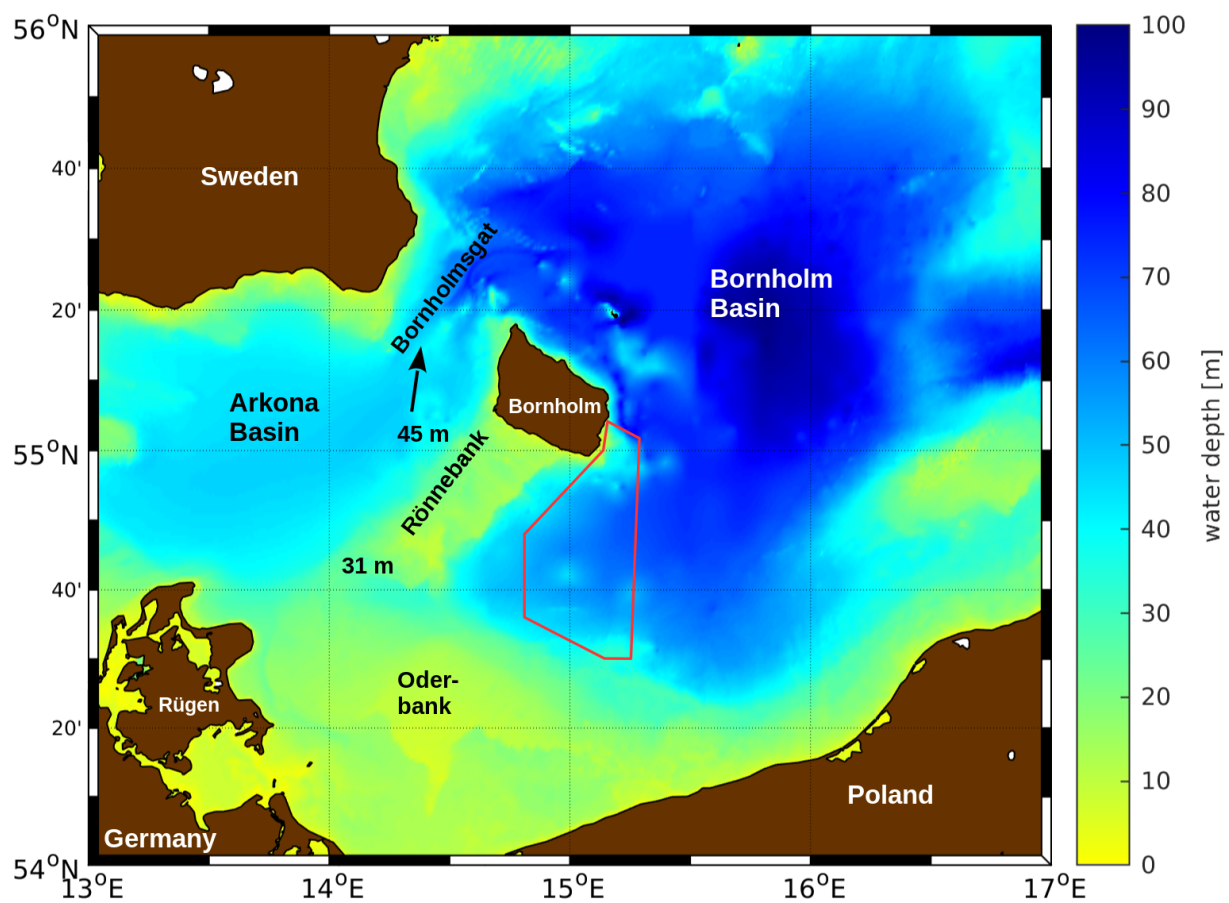 56°N
40'
20'
55°N
40'
20'
54°N
13°E
14°E
15°E
16°E
17°E
Sweden
Bornholmsgat
Bornholm
Basin
Arkona
Basin
Bornholm
45 m
Rönnebank
31 m
Oder-
bank
Rügen
Poland
Germany
100
90
80
70
60
50
40
30
20
10
0
water depth [m]